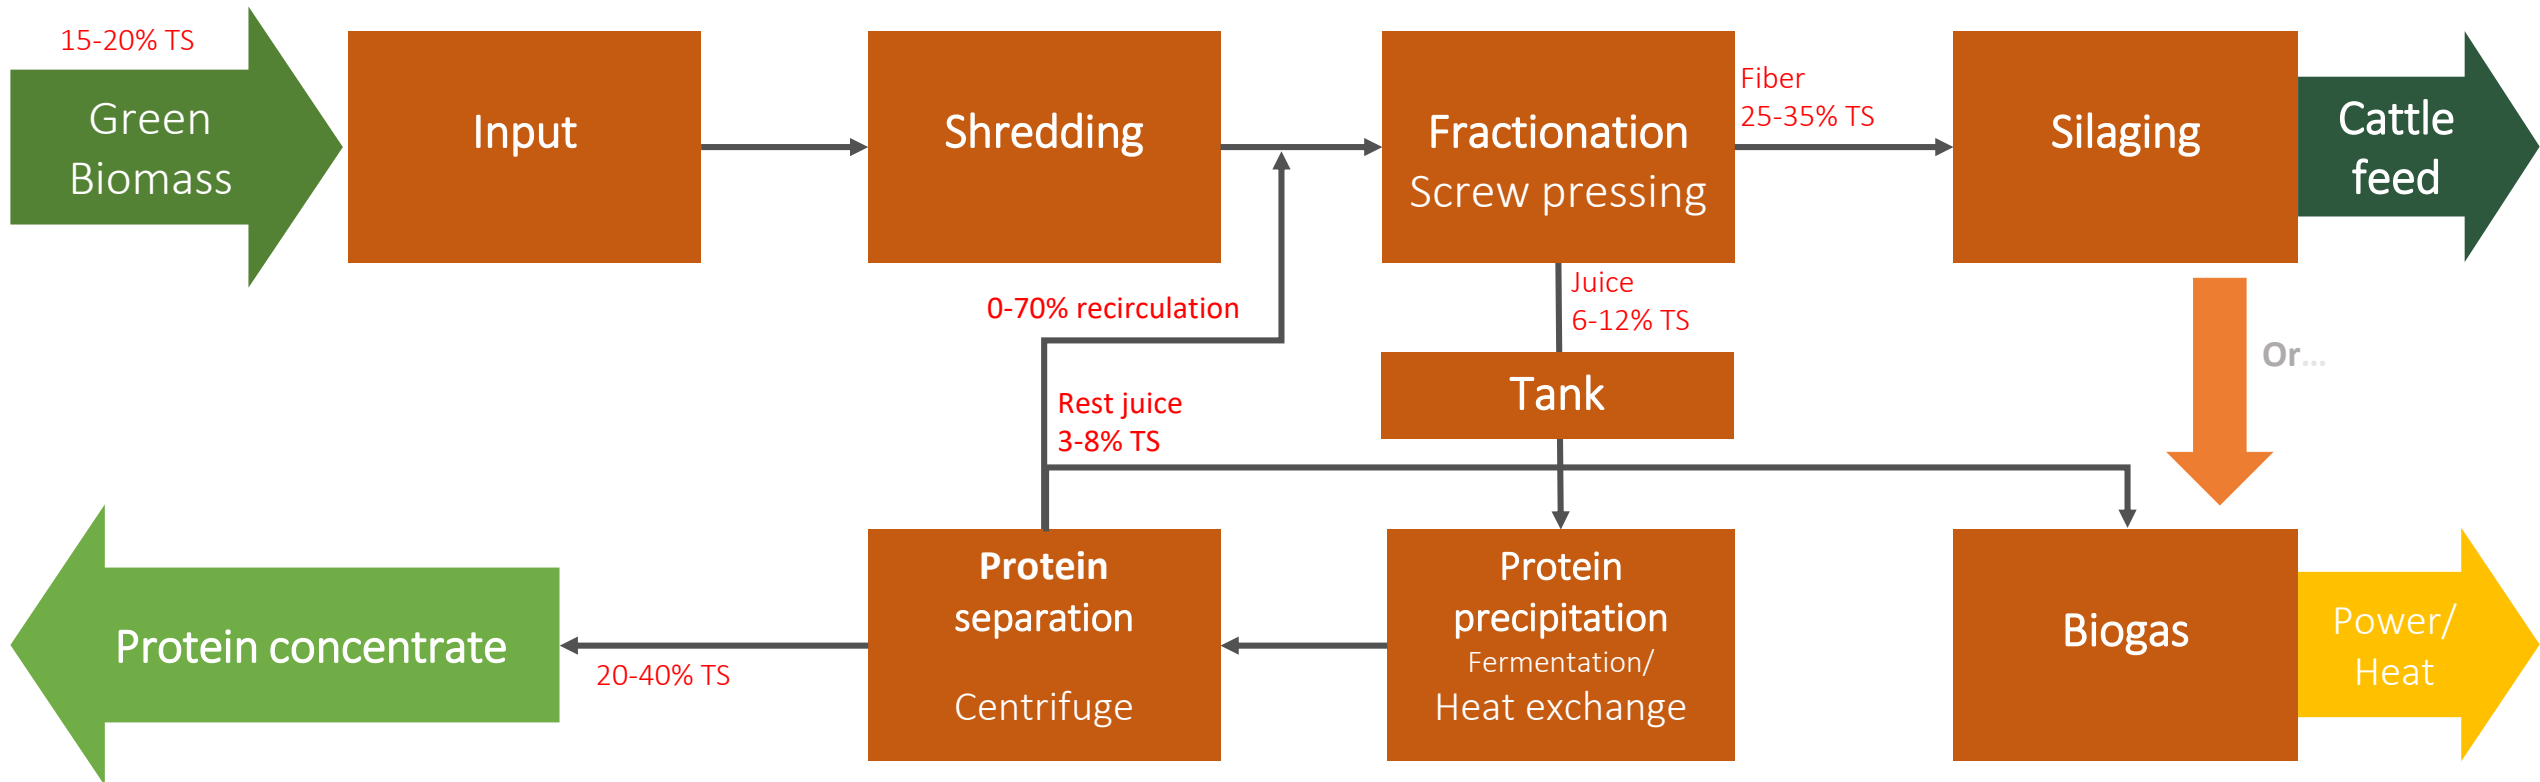 15-20% TS
Green
Biomass
Input
Shredding
Fractionation
Screw pressing
Fiber
25-35% TS
Silaging
Cattle
feed
0-70% recirculation
Juice
6-12% TS
Or...
Tank
Rest juice
3-8% TS
Protein concentrate
20-40% TS
Protein
separation
Centrifuge
Protein
precipitation
Fermentation/
Heat exchange
Biogas
Power/
Heat